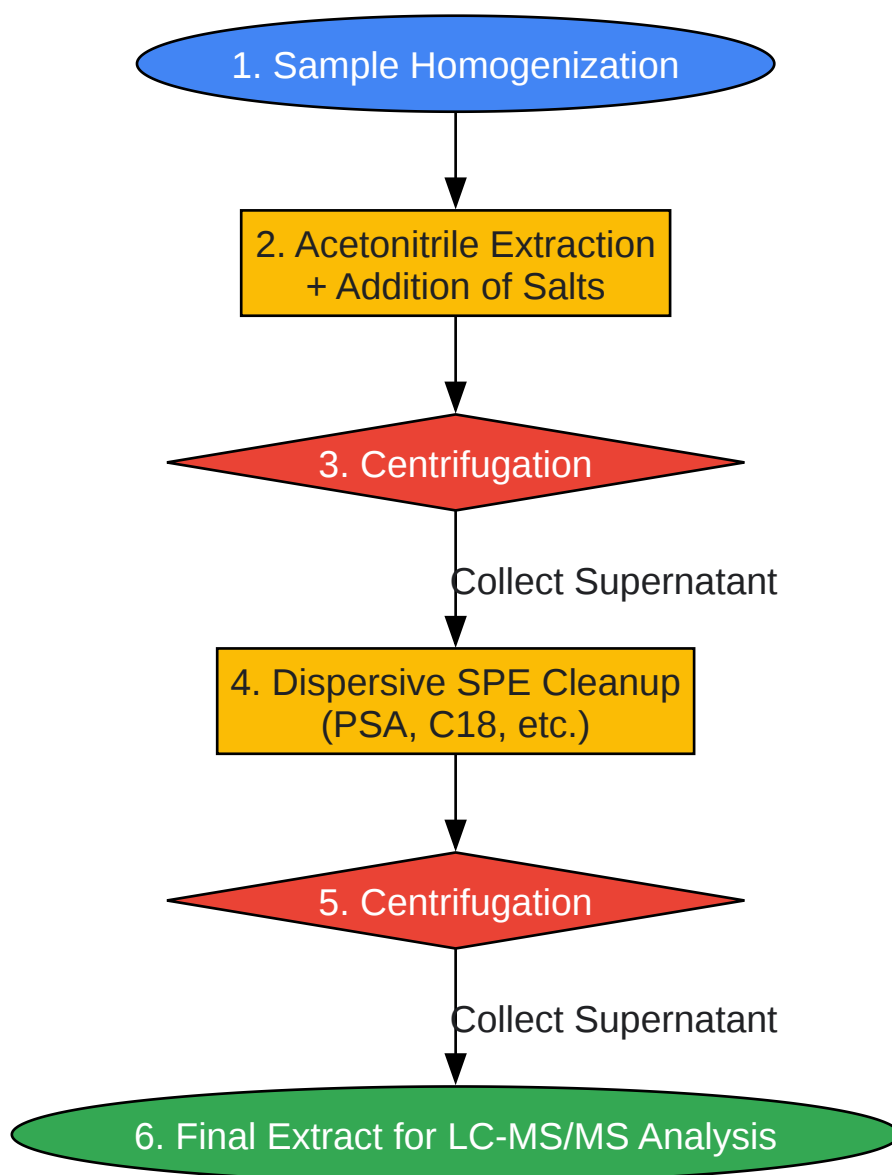 1. Sample Homogenization
2. Acetonitrile Extraction
+ Addition of Salts
3. Centrifugation
Collect Supernatant
4. Dispersive SPE Cleanup
(PSA, C18, etc.)
5. Centrifugation
Collect Supernatant
6. Final Extract for LC-MS/MS Analysis